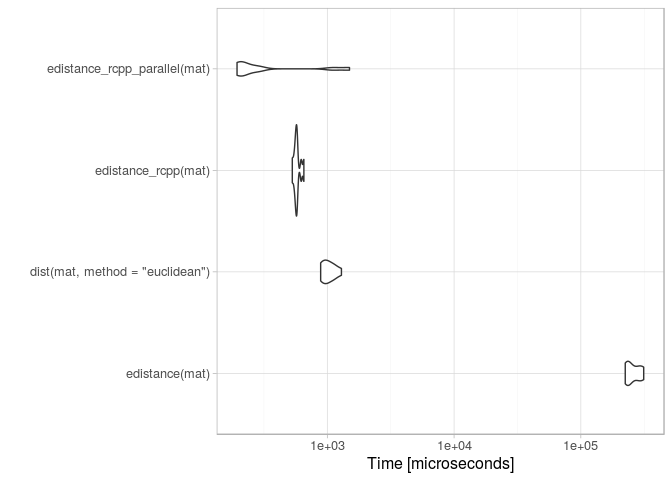 edistance_rcpp_parallel(mat)
edistance_rcpp(mat)
dist(mat, method = "euclidean")
edistance(mat)
1e+03 1e+04 1e+05
Time [microseconds]